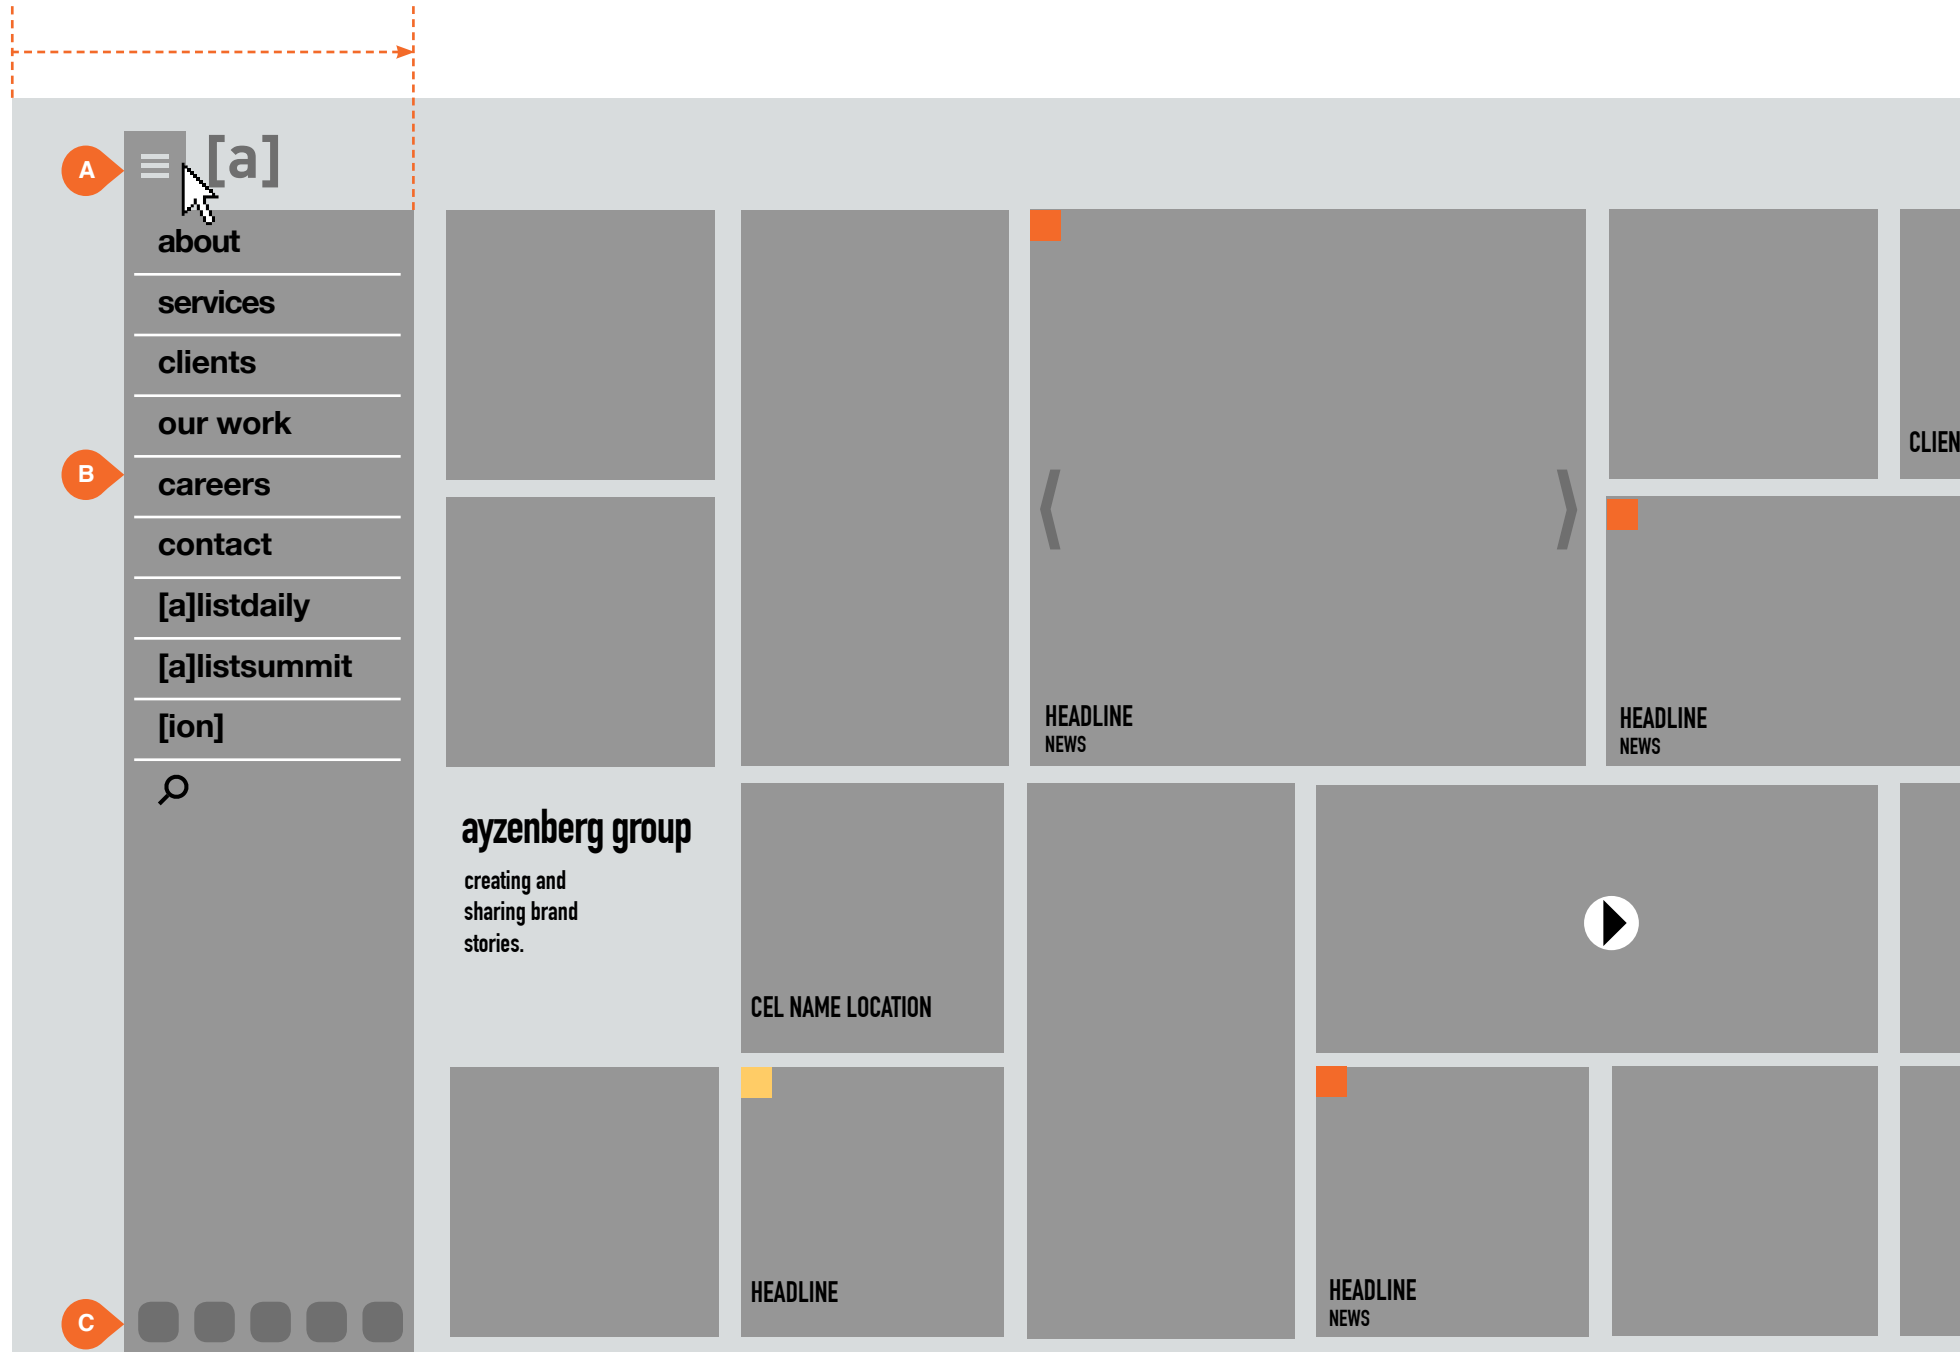 A
[a]
about
services
clients
our work
B
careers
contact
[a]listdaily
[a]listsummit
[ion]
C
ayzenberg group
creating and
sharing brand
stories.
CEL NAME LOCATION
HEADLINE
HEADLINE
NEWS
HEADLINE
NEWS
HEADLINE
NEWS
CLIEN